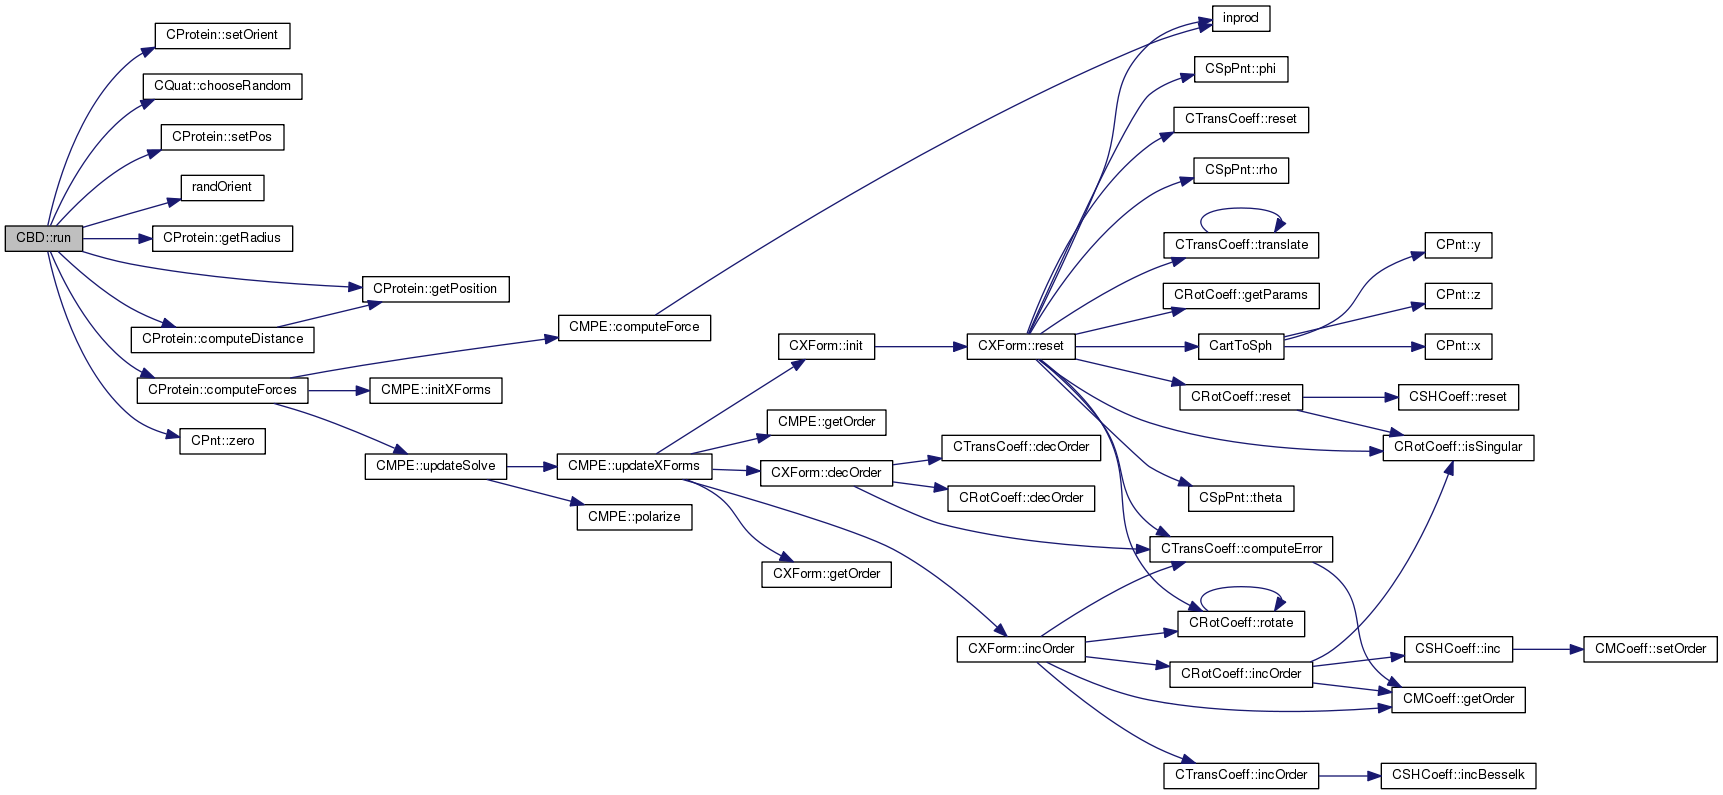 CBD::run
CProtein::setOrient
CQuat::chooseRandom
CProtein::setPos
randOrient
CProtein::getRadius
CProtein::getPosition
CProtein::computeDistance
CProtein::computeForces
CPnt::zero
CMPE::computeForce
CMPE::initXForms
CMPE::updateSolve
CMPE::updateXForms
CMPE::polarize
CXForm::init
CMPE::getOrder
CXForm::decOrder
CXForm::getOrder
CXForm::incOrder
CTransCoeff::decOrder
CRotCoeff::decOrder
CXForm::reset
inprod
CSpPnt::phi
CTransCoeff::reset
CSpPnt::rho
CTransCoeff::translate
CRotCoeff::getParams
CartToSph
CRotCoeff::reset
CSpPnt::theta
CTransCoeff::computeError
CRotCoeff::rotate
CRotCoeff::incOrder
CTransCoeff::incOrder
CPnt::y
CPnt::z
CPnt::x
CSHCoeff::reset
CRotCoeff::isSingular
CSHCoeff::inc
CMCoeff::getOrder
CSHCoeff::incBesselk
CMCoeff::setOrder